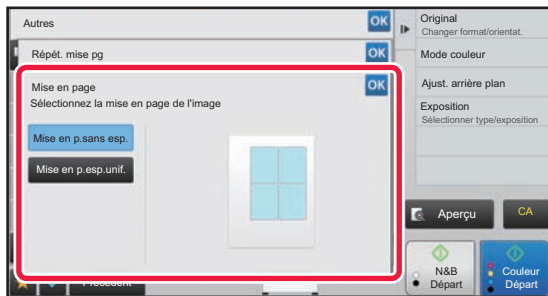 Autres
OK
Répét. mise pg
OK
Mise en page
OK
Sélectionnez la mise en page de l'image
Mise en p.sans esp.
Mise en p.esp.unif.
Original
Changer format/orientat.
Mode couleur
Ajust. arrière plan
Exposition
Sélectionner type/exposition
Aperçu
CA
N&B
Départ
Couleur
Départ